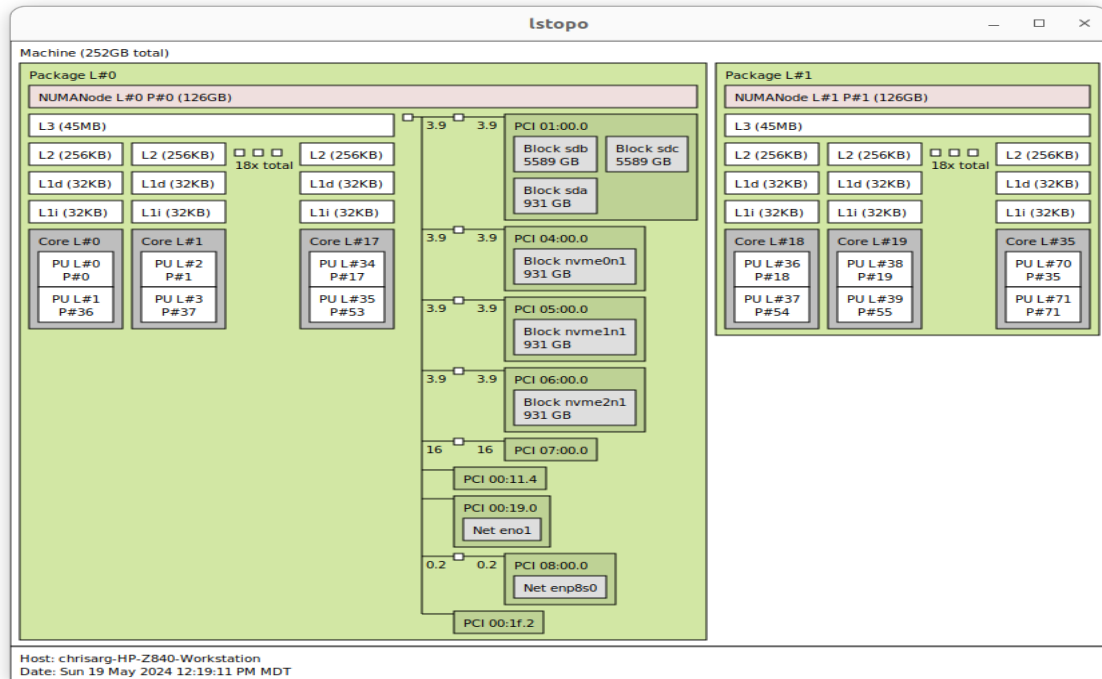 lstopo
Machine (252GB total)
Package L#0
NUMANode L#0 P#0 (126GB)
L3 (45MB)
L2 (256KB) L2 (256KB) 18x total L2 (256KB)
L1d (32KB) L1d (32KB) L1d (32KB)
L1i (32KB) L1i (32KB) L1i (32KB)
Core L#0 Core L#1 Core L#17
PU L#0 PU L#2 PU L#34
P#0 P#1 P#17
PU L#1 PU L#3 PU L#35
P#36 P#37 P#53
3.9 3.9 PCI 01:00.0
Block sdb Block sdc
5589 GB 5589 GB
Block sda
931 GB
3.9 3.9 PCI 04:00.0
Block nvme0n1
931 GB
3.9 3.9 PCI 05:00.0
Block nvme1n1
931 GB
3.9 3.9 PCI 06:00.0
Block nvme2n1
931 GB
16 16 PCI 07:00.0
PCI 00:11.4
PCI 00:19.0
Net eno1
0.2 0.2 PCI 08:00.0
Net enp8s0
PCI 00:1f.2
Package L#1
NUMANode L#1 P#1 (126GB)
L3 (45MB)
L2 (256KB) L2 (256KB) 18x total L2 (256KB)
L1d (32KB) L1d (32KB) L1d (32KB)
L1i (32KB) L1i (32KB) L1i (32KB)
Core L#18 Core L#19 Core L#35
PU L#36 PU L#38 PU L#70
P#18 P#19 P#35
PU L#37 PU L#39 PU L#71
P#54 P#55 P#71
Host: chrisarg-HP-Z840-Workstation
Date: Sun 19 May 2024 12:19:11 PM MDT